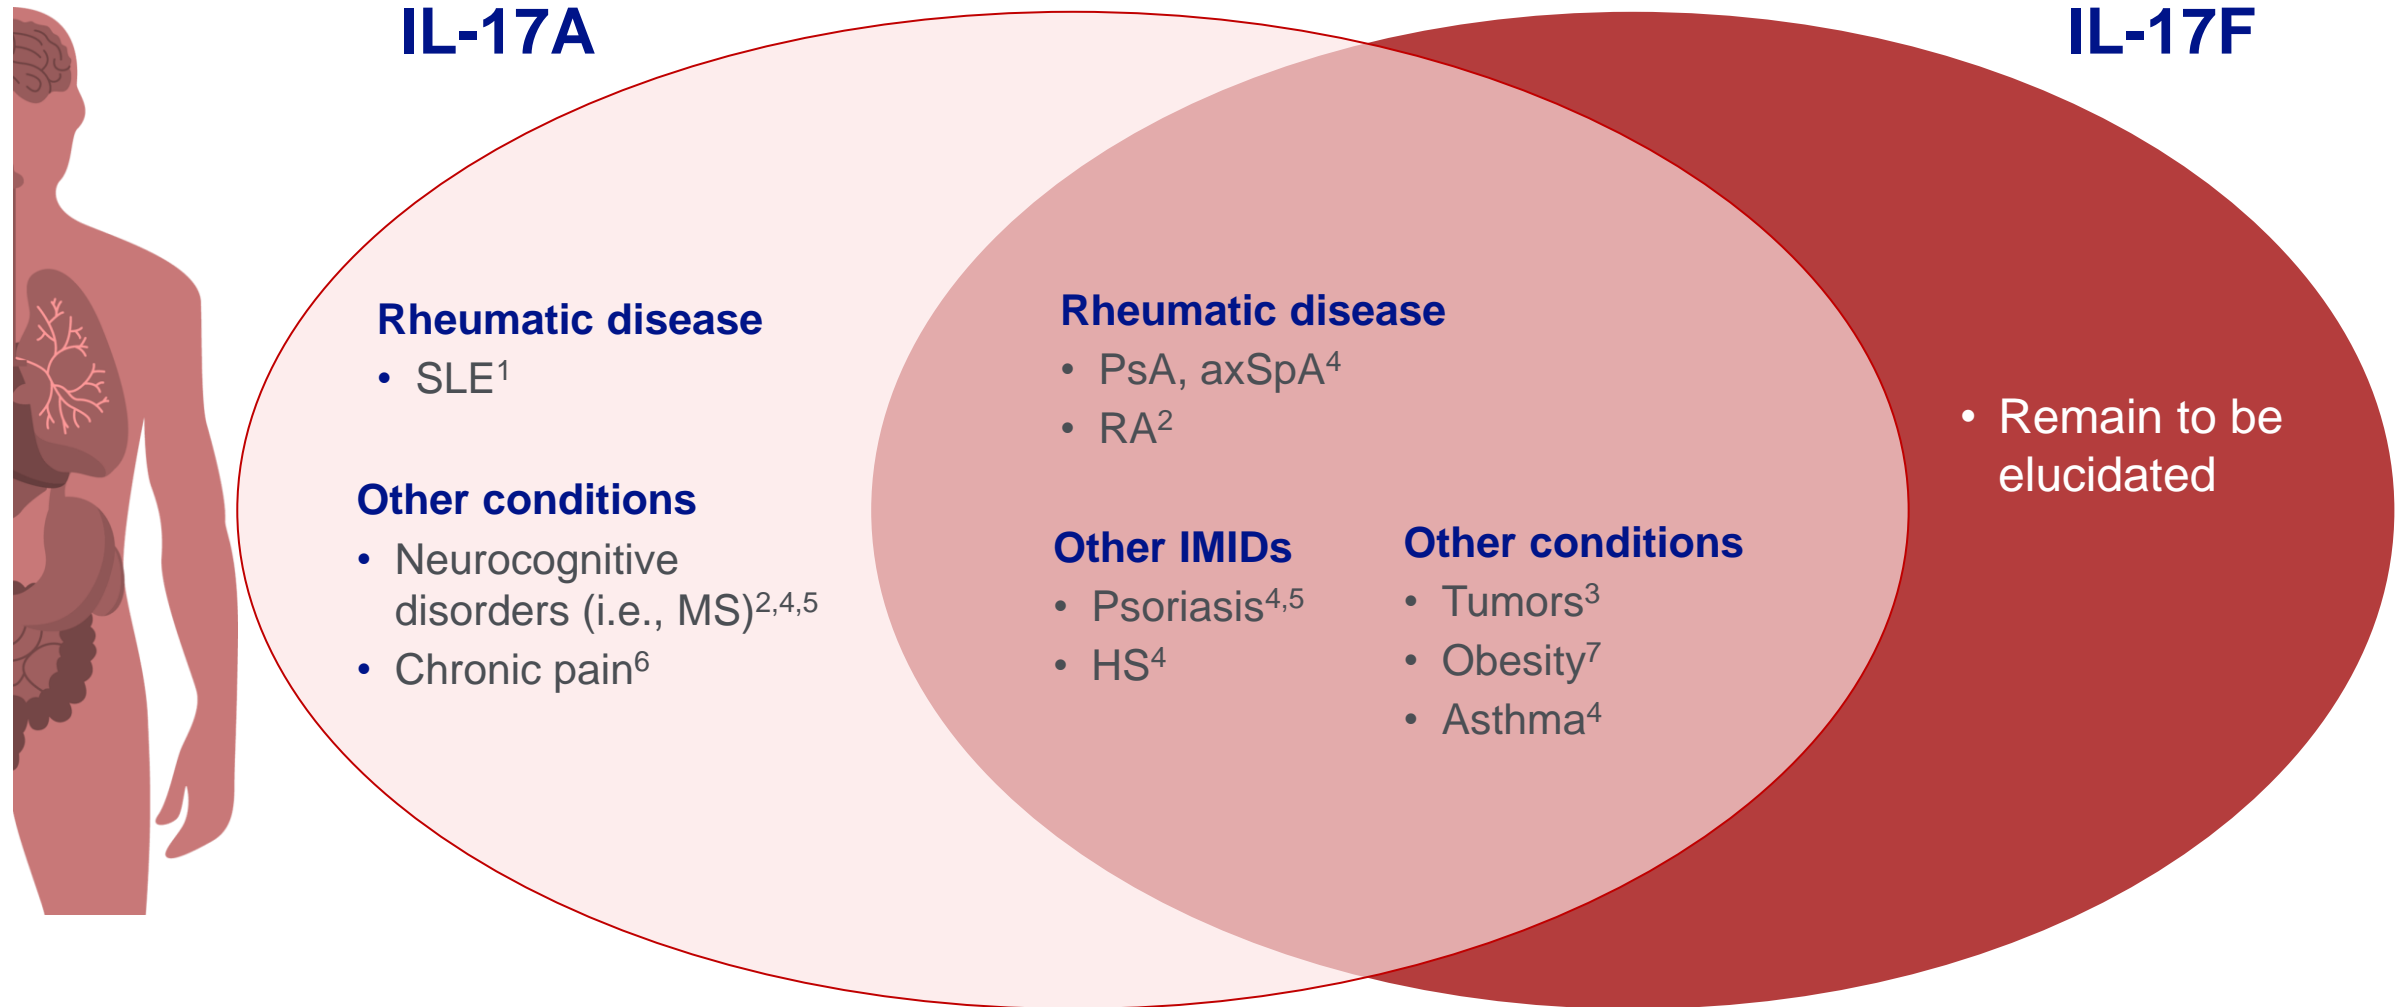 IL-17A
IL-17F
Rheumatic disease
• SLE¹
Other conditions
• Neurocognitive
disorders (i.e., MS)²,⁴,⁵
• Chronic pain⁶
Rheumatic disease
• PsA, axSpA⁴
• RA²
Other IMIDs
• Psoriasis⁴,⁵
• HS⁴
Other conditions
• Tumors³
• Obesity⁷
• Asthma⁴
• Remain to be
elucidated